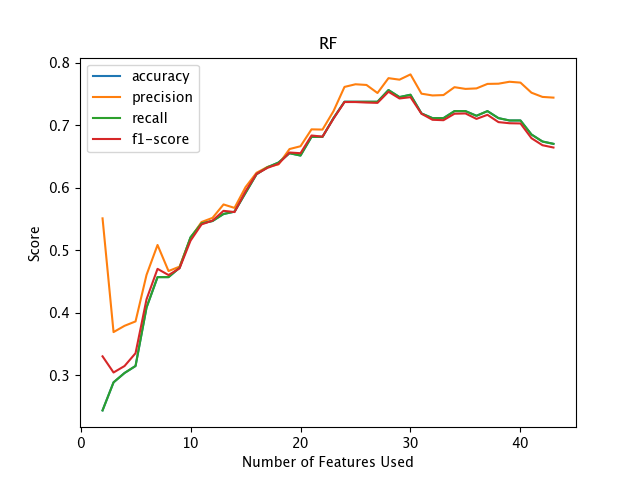 RF
accuracy
precision
recall
f1-score
0.8
0.7
0.6
0.5
0.4
0.3
Score
0 10 20 30 40
Number of Features Used